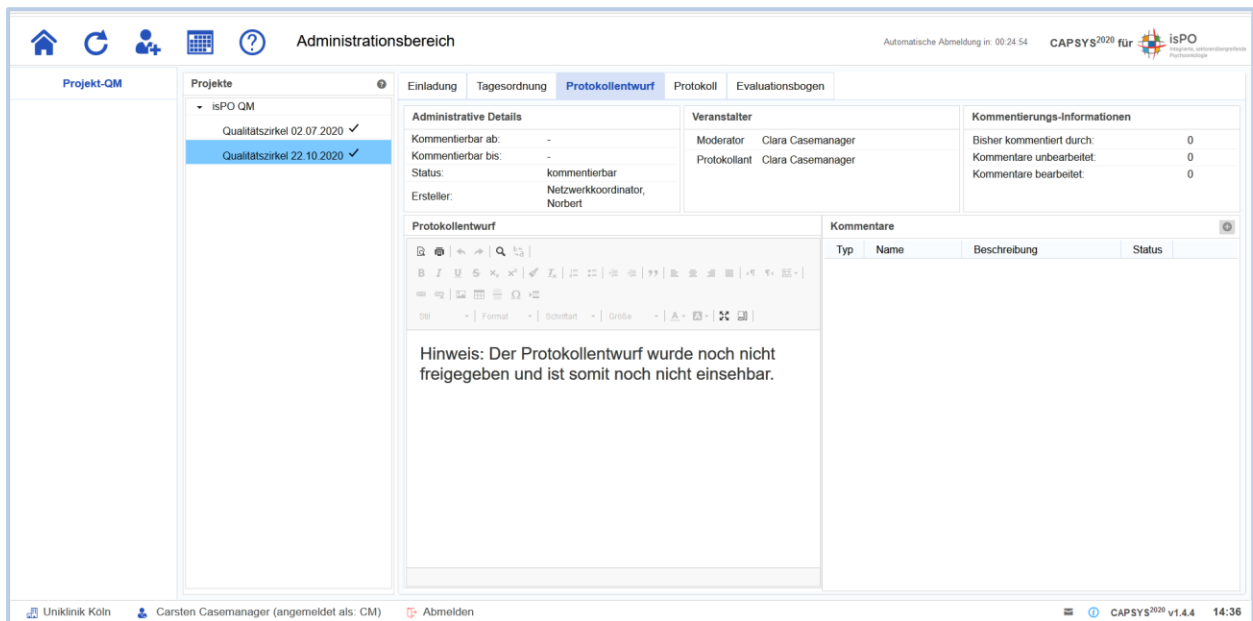 Administrationsbereich
Automatische Abmeldung in: 00:24:54
CAPSYS2020 für isPO
Projekt-QM
Projekte
isPO QM
Qualitätszirkel 02.07.2020
Qualitätszirkel 22.10.2020
Einladung Tagesordnung Protokollentwurf Protokoll Evaluationsbogen
Administrative Details
Kommentierbar ab: -
Kommentierbar bis: -
Status: kommentierbar
Ersteller: Netzwerkkoordinator,
Norbert
Veranstalter
Moderator Clara Casemanager
Protokollant Clara Casemanager
Kommentierungs-Informationen
Bisher kommentiert durch: 0
Kommentare unbearbeitet: 0
Kommentare bearbeitet: 0
Protokollentwurf
Stil Format Schriftart Größe
Hinweis: Der Protokollentwurf wurde noch nicht
freigegeben und ist somit noch nicht einsehbar.
Kommentare
Typ Name Beschreibung Status
Uniklinik Köln Carsten Casemanager (angemeldet als: CM) Abmelden
CAPSYS2020 v1.4.4 14:36